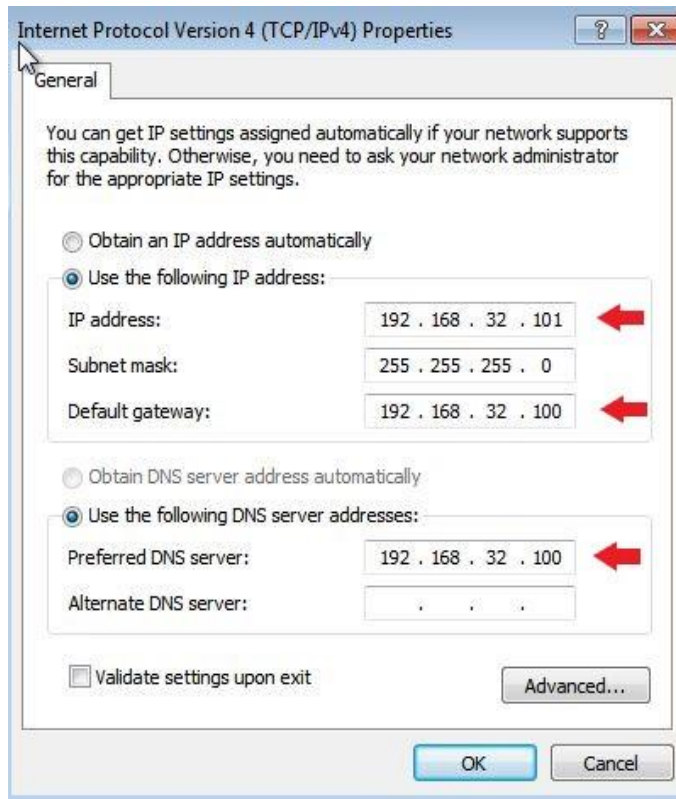 Internet Protocol Version 4 (TCP/IPv4) Properties
General
You can get IP settings assigned automatically if your network supports
this capability. Otherwise, you need to ask your network administrator
for the appropriate IP settings.
Obtain an IP address automatically
Use the following IP address:
IP address: 192 . 168 . 32 . 101
Subnet mask: 255 . 255 . 255 . 0
Default gateway: 192 . 168 . 32 . 100
Obtain DNS server address automatically
Use the following DNS server addresses:
Preferred DNS server: 192 . 168 . 32 . 100
Alternate DNS server: . . .
Validate settings upon exit
Advanced...
OK Cancel